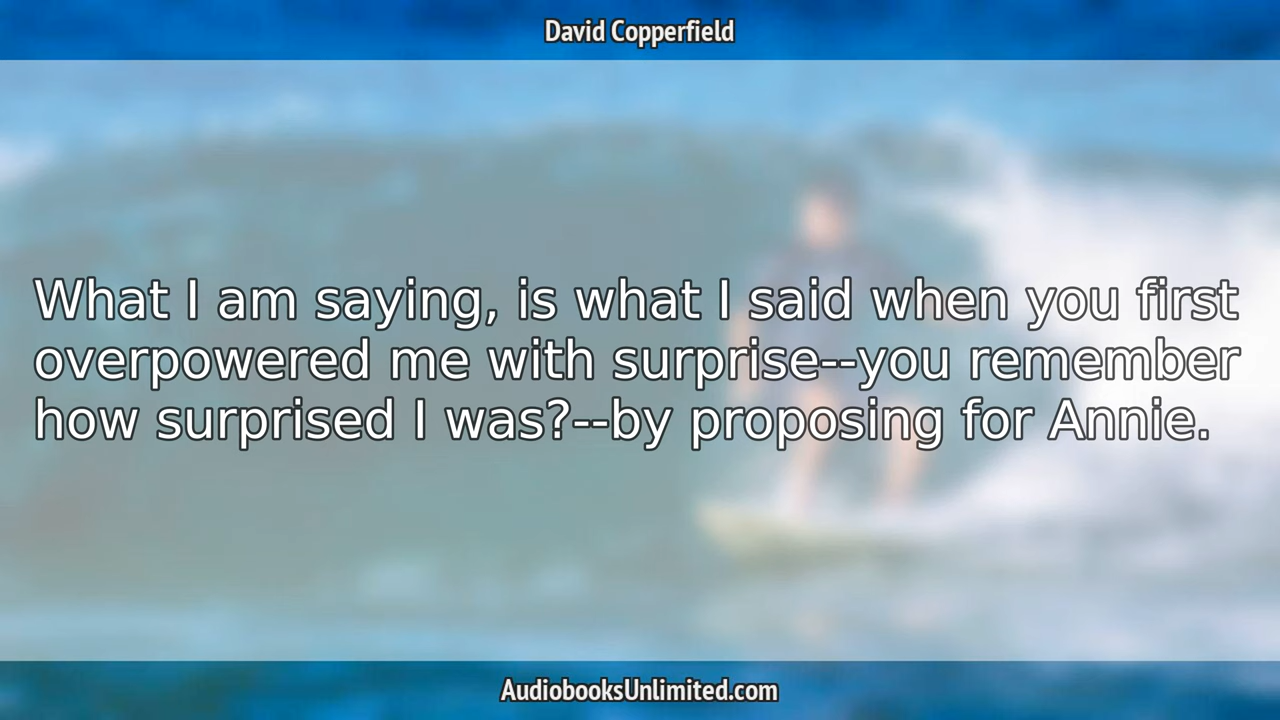 David Copperfield
What I am saying, is what I said when you first
overpowered me with surprise--you remember
how surprised I was?--by proposing for Annie.
AudiobooksUnlimited.com